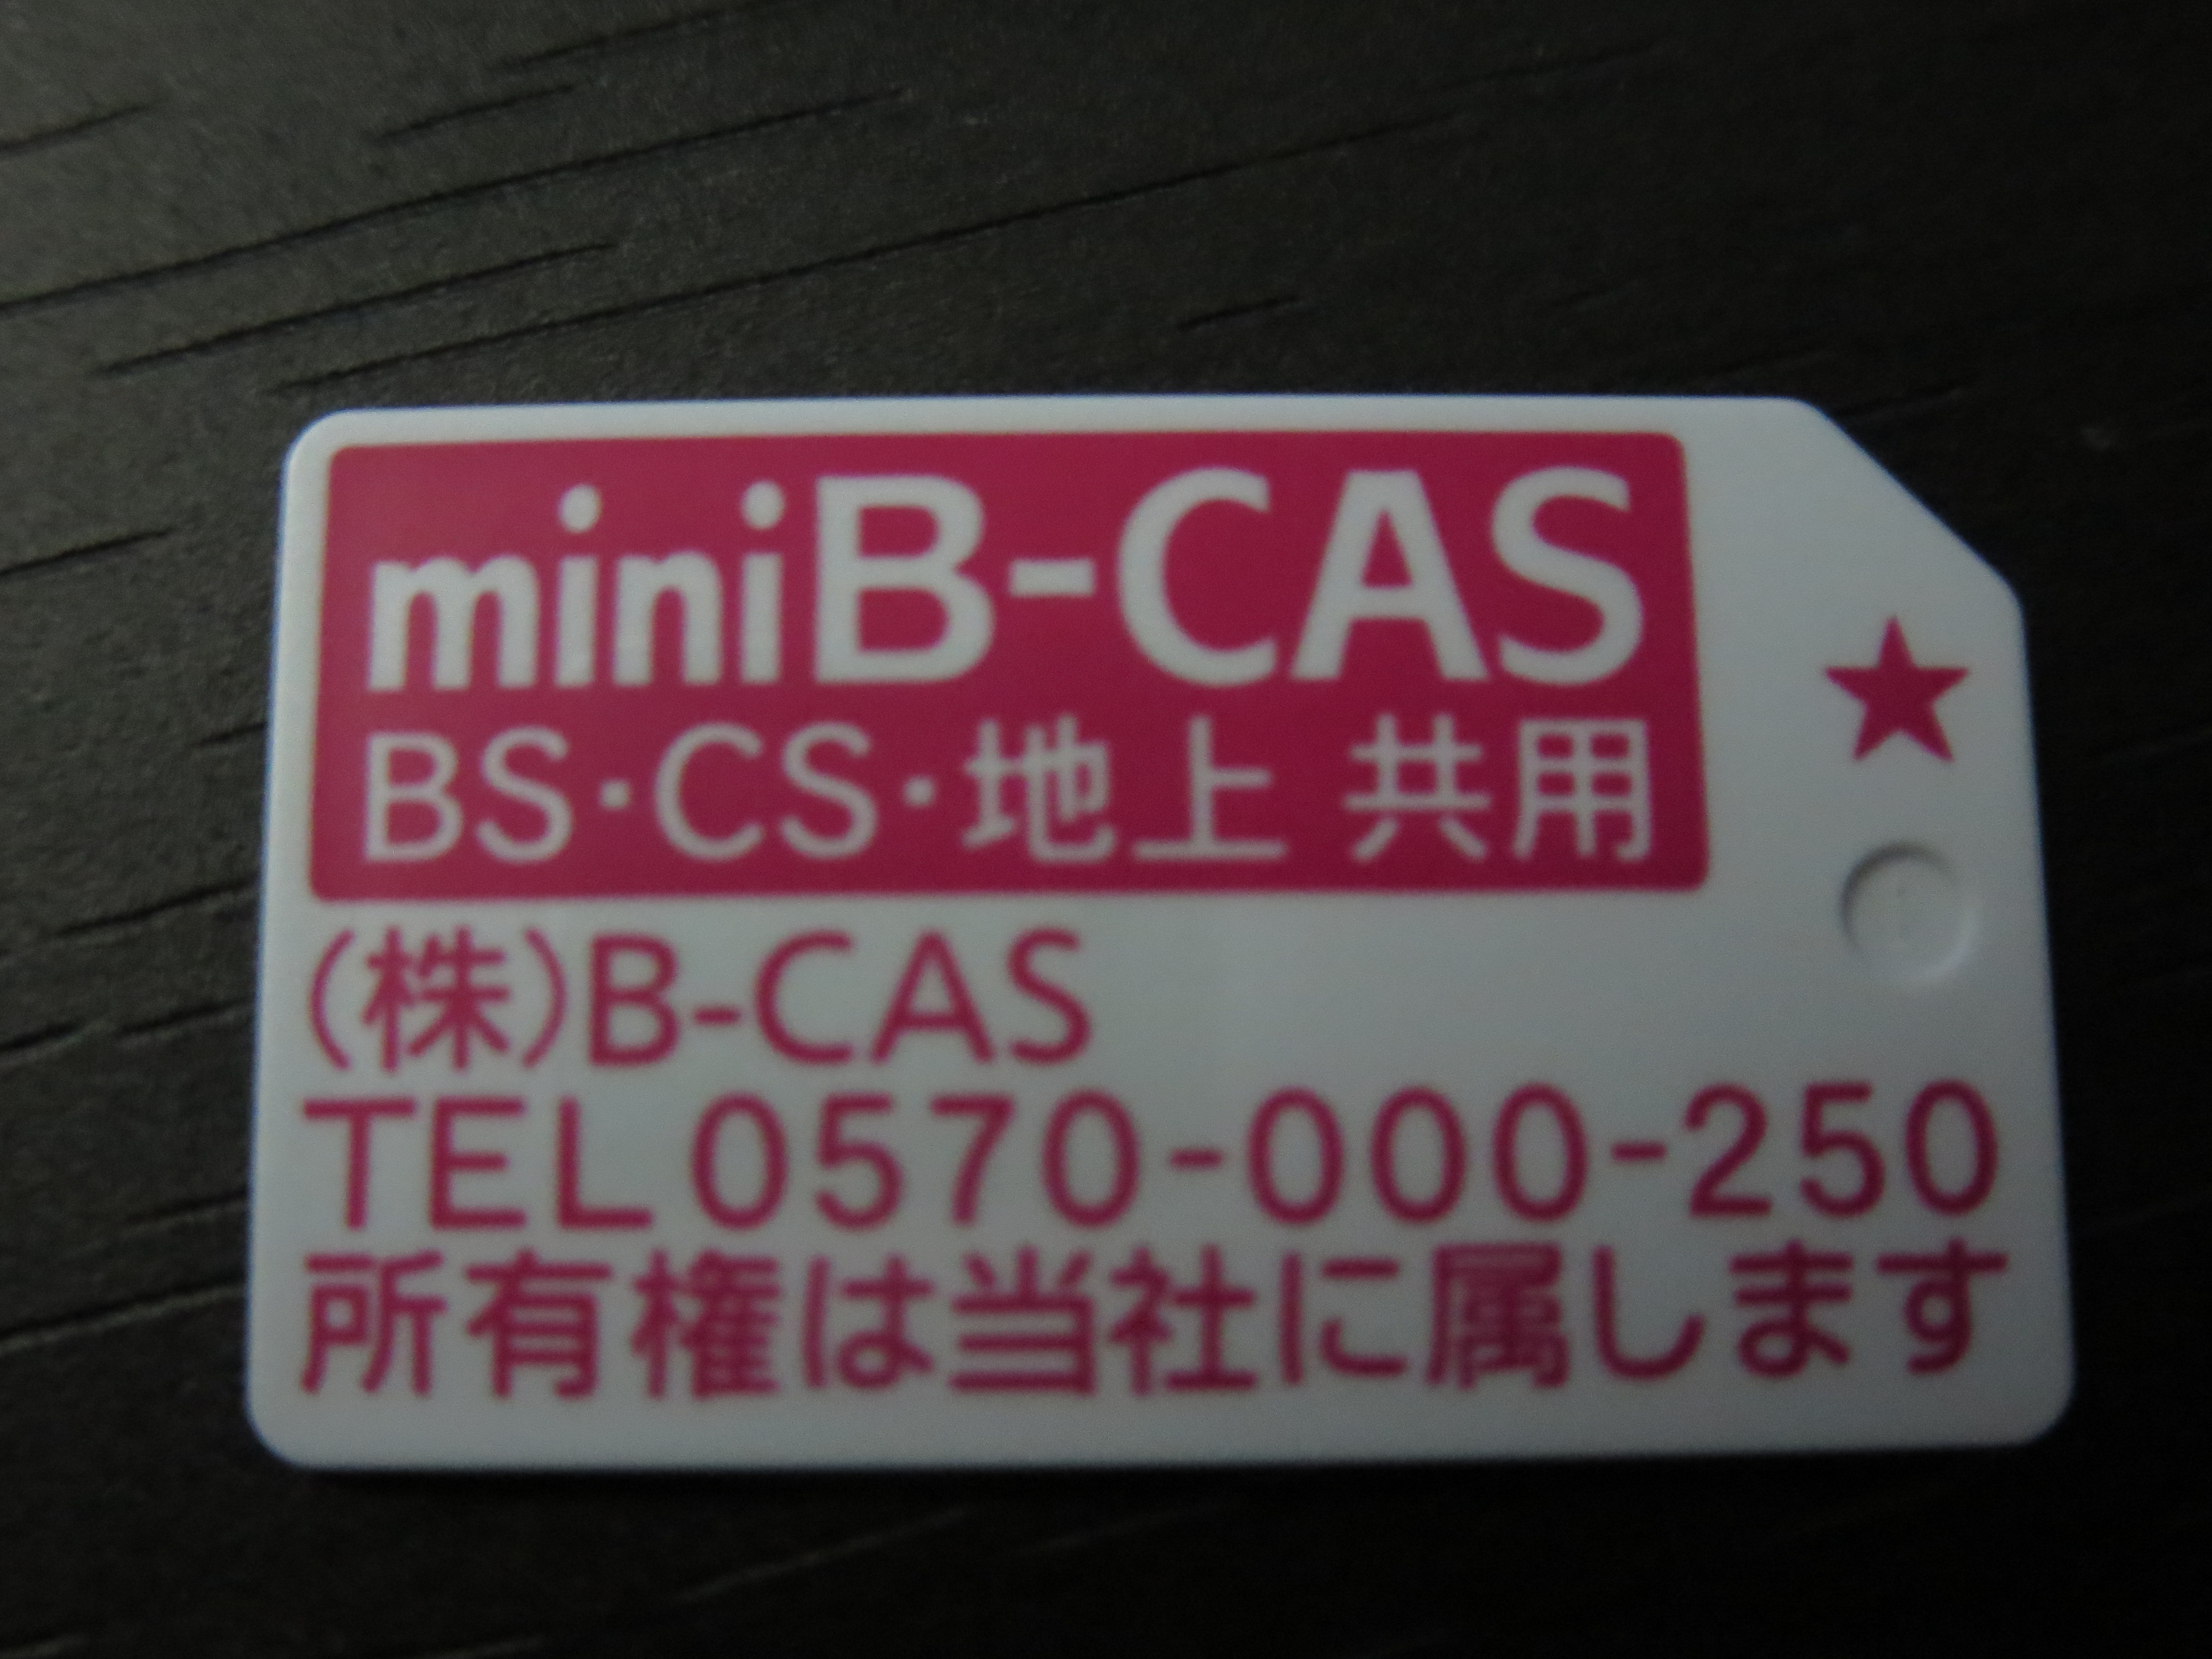 miniB-CAS
BS・CS・地上 共用
★
(株)B-CAS
TEL 0570-000-250
所有権は当社に属します